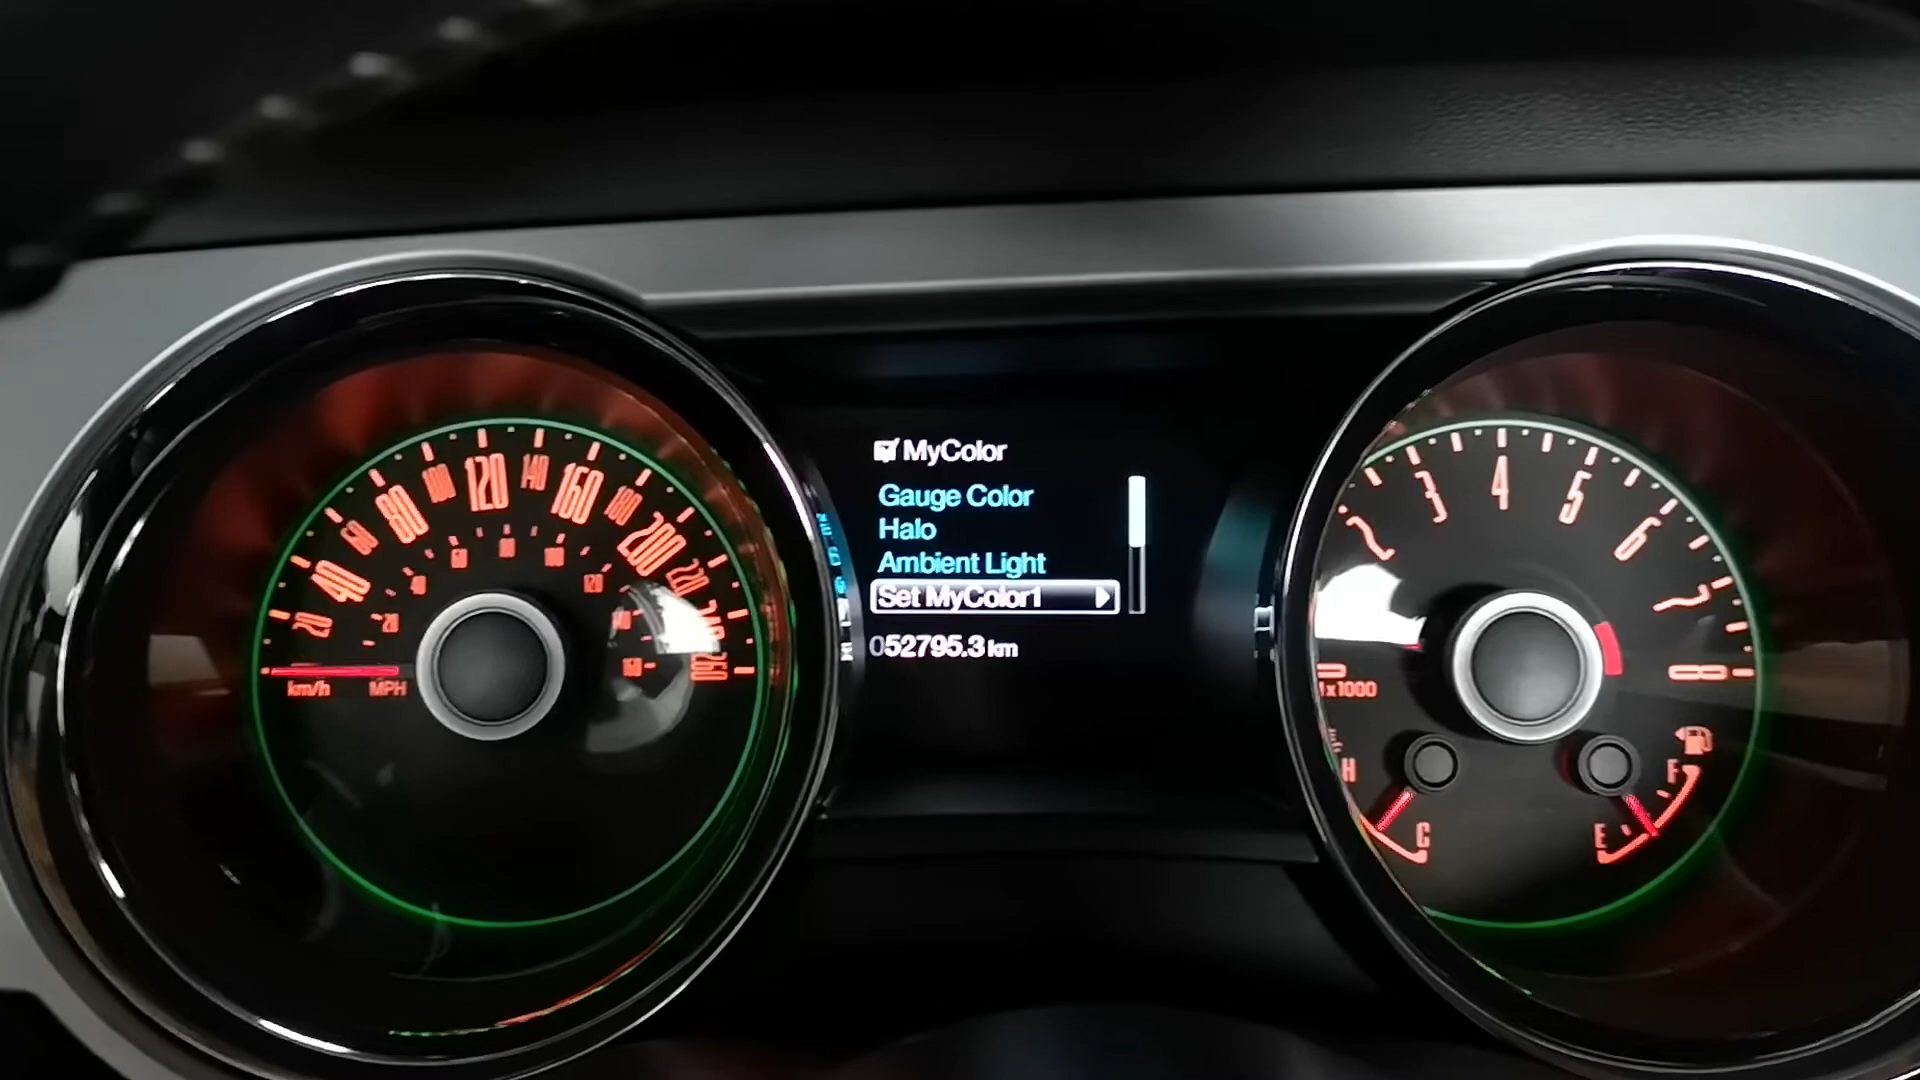 MyColor
Gauge Color
Halo
Ambient Light
Set MyColor1
052795.3 km
20 40 60 80 100 120 140 160 180 200 220 240 260
20 40 60 80 100 120 140 160
km/h MPH
2 3 4 5 6 7 8
x1000
H C
F E